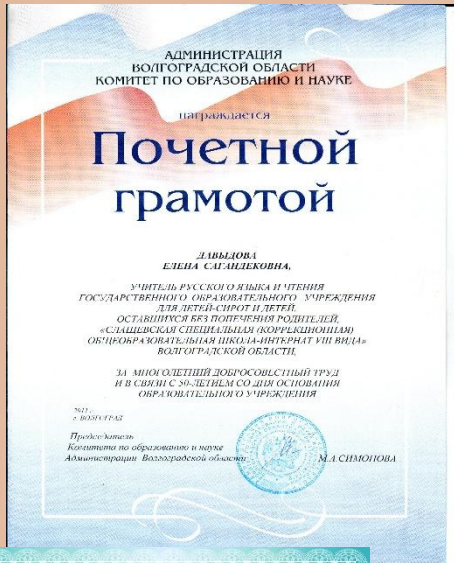 АДМИНИСТРАЦИЯ
ВОЛГОГРАДСКОЙ ОБЛАСТИ
КОМИТЕТ ПО ОБРАЗОВАНИЮ И НАУКЕ
награждается
Почетной
грамотой
ДАВЫДОВА
ЕЛЕНА САГАНДЕКОВНА,
УЧИТЕЛЬ РУССКОГО ЯЗЫКА И ЧТЕНИЯ
ГОСУДАРСТВЕННОГО ОБРАЗОВАТЕЛЬНОГО УЧРЕЖДЕНИЯ
ДЛЯ ДЕТЕЙ-СИРОТ И ДЕТЕЙ,
ОСТАВШИХСЯ БЕЗ ПОПЕЧЕНИЯ РОДИТЕЛЕЙ,
«СЛАЩЕВСКАЯ СПЕЦИАЛЬНАЯ (КОРРЕКЦИОННАЯ)
ОБЩЕОБРАЗОВАТЕЛЬНАЯ ШКОЛА-ИНТЕРНАТ VIII ВИДА»
ВОЛГОГРАДСКОЙ ОБЛАСТИ,
ЗА МНОГОЛЕТНИЙ ДОБРОСОВЕСТНЫЙ ТРУД
И В СВЯЗИ С 50-ЛЕТИЕМ СО ДНЯ ОСНОВАНИЯ
ОБРАЗОВАТЕЛЬНОГО УЧРЕЖДЕНИЯ
г. ВОЛГОГРАД
Председатель
Комитета по образованию и науке
Администрации Волгоградской области М.А.СИМОНОВА